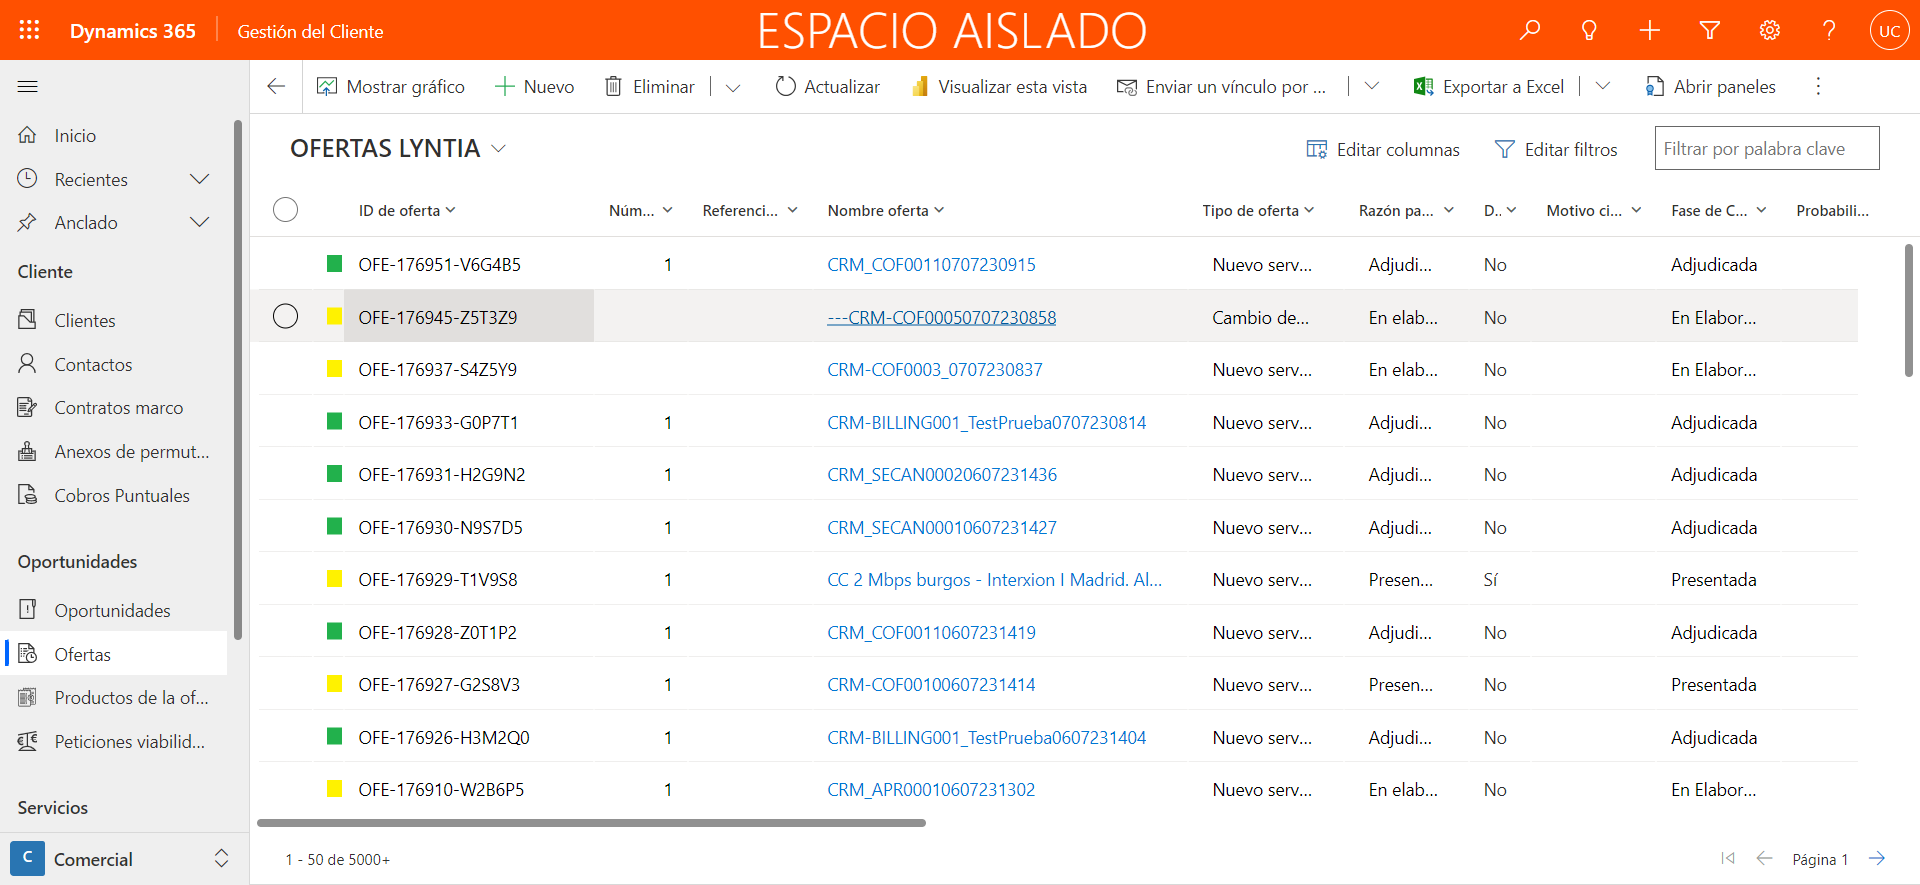 Dynamics 365 Gestión del Cliente ESPACIO AISLADO UC
Mostrar gráfico Nuevo Eliminar Actualizar Visualizar esta vista Enviar un vínculo por ... Exportar a Excel Abrir paneles
Inicio
Recientes
Anclado
Cliente
Clientes
Contactos
Contratos marco
Anexos de permut...
Cobros Puntuales
Oportunidades
Oportunidades
Ofertas
Productos de la of...
Peticiones viabilid...
Servicios
C Comercial
OFERTAS LYNTIA Editar columnas Editar filtros Filtrar por palabra clave
ID de oferta Núm... Referenci... Nombre oferta Tipo de oferta Razón pa... D.. Motivo ci... Fase de C... Probabili...
OFE-176951-V6G4B5 1 CRM_COF00110707230915 Nuevo serv... Adjudi... No Adjudicada
OFE-176945-Z5T3Z9 ---CRM-COF00050707230858 Cambio de... En elab... No En Elabor...
OFE-176937-S4Z5Y9 CRM-COF0003_0707230837 Nuevo serv... En elab... No En Elabor...
OFE-176933-G0P7T1 1 CRM-BILLING001_TestPrueba0707230814 Nuevo serv... Adjudi... No Adjudicada
OFE-176931-H2G9N2 1 CRM_SECAN00020607231436 Nuevo serv... Adjudi... No Adjudicada
OFE-176930-N9S7D5 1 CRM_SECAN00010607231427 Nuevo serv... Adjudi... No Adjudicada
OFE-176929-T1V9S8 1 CC 2 Mbps burgos - Interxion I Madrid. Al... Nuevo serv... Presen... Sí Presentada
OFE-176928-Z0T1P2 1 CRM_COF00110607231419 Nuevo serv... Adjudi... No Adjudicada
OFE-176927-G2S8V3 1 CRM-COF00100607231414 Nuevo serv... Presen... No Presentada
OFE-176926-H3M2Q0 1 CRM-BILLING001_TestPrueba0607231404 Nuevo serv... Adjudi... No Adjudicada
OFE-176910-W2B6P5 1 CRM_APR00010607231302 Nuevo serv... En elab... No En Elabor...
1 - 50 de 5000+ Página 1